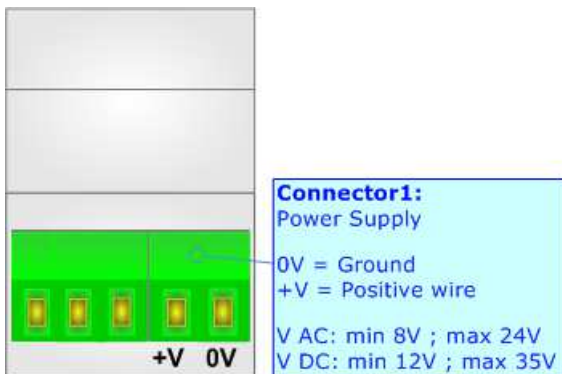 Connector1:
Power Supply
0V = Ground
+V = Positive wire
V AC: min 8V ; max 24V
V DC: min 12V ; max 35V
+V 0V